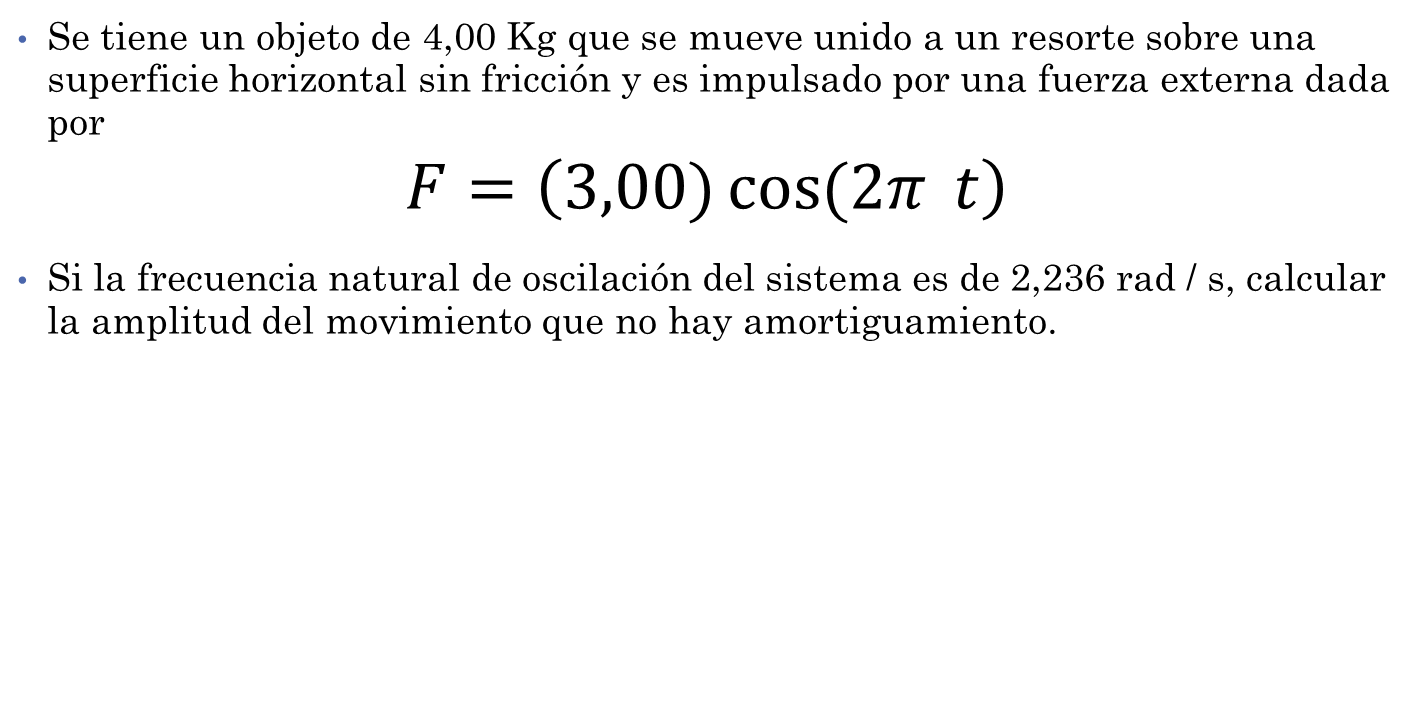 • Se tiene un objeto de 4,00 Kg que se mueve unido a un resorte sobre una
superficie horizontal sin fricción y es impulsado por una fuerza externa dada
por
𝐹 = (3,00) cos(2𝜋 𝑡)
• Si la frecuencia natural de oscilación del sistema es de 2,236 rad / s, calcular
la amplitud del movimiento que no hay amortiguamiento.